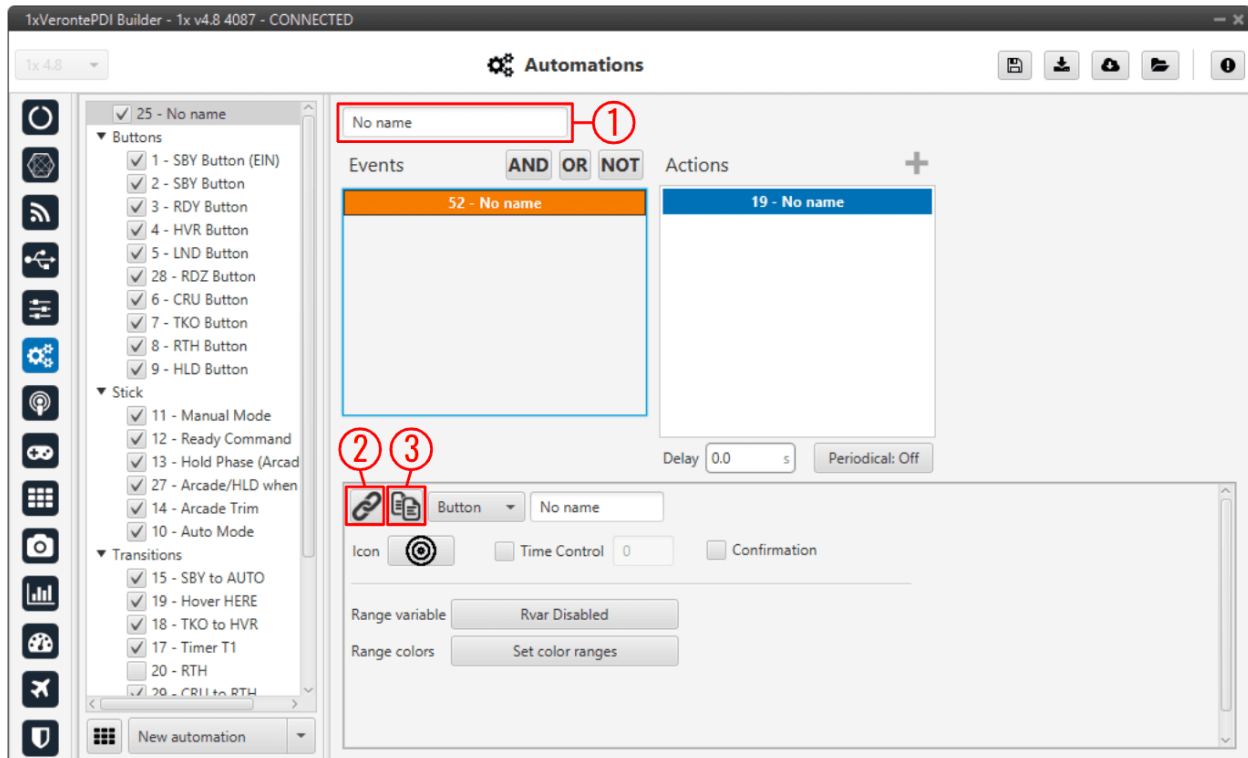 1xVerontePDI Builder - 1x v4.8 4087 - CONNECTED
1x 4.8
Automations
25 - No name
Buttons
1 - SBY Button (EIN)
2 - SBY Button
3 - RDY Button
4 - HVR Button
5 - LND Button
28 - RDZ Button
6 - CRU Button
7 - TKO Button
8 - RTH Button
9 - HLD Button
Stick
11 - Manual Mode
12 - Ready Command
13 - Hold Phase (Arcad
27 - Arcade/HLD when
14 - Arcade Trim
10 - Auto Mode
Transitions
15 - SBY to AUTO
19 - Hover HERE
18 - TKO to HVR
17 - Timer T1
20 - RTH
29 - CRU to RTH
New automation
No name
1
Events AND OR NOT
52 - No name
Actions
19 - No name
Delay 0.0 s Periodical: Off
2 3
Button No name
Icon Time Control 0 Confirmation
Range variable Rvar Disabled
Range colors Set color ranges